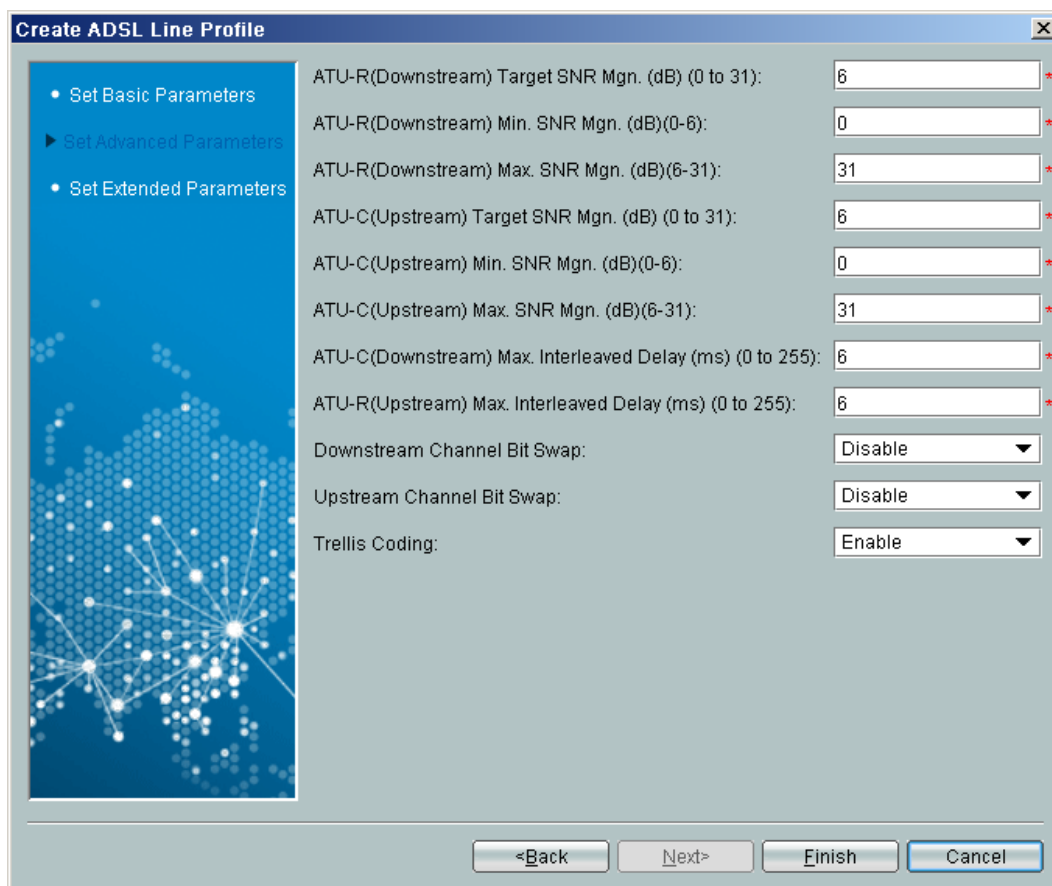 Create ADSL Line Profile
Set Basic Parameters
Set Advanced Parameters
Set Extended Parameters
ATU-R(Downstream) Target SNR Mgn. (dB) (0 to 31): 6 *
ATU-R(Downstream) Min. SNR Mgn. (dB)(0-6): 0 *
ATU-R(Downstream) Max. SNR Mgn. (dB)(6-31): 31 *
ATU-C(Upstream) Target SNR Mgn. (dB) (0 to 31): 6 *
ATU-C(Upstream) Min. SNR Mgn. (dB)(0-6): 0 *
ATU-C(Upstream) Max. SNR Mgn. (dB)(6-31): 31 *
ATU-C(Downstream) Max. Interleaved Delay (ms) (0 to 255): 6 *
ATU-R(Upstream) Max. Interleaved Delay (ms) (0 to 255): 6 *
Downstream Channel Bit Swap: Disable
Upstream Channel Bit Swap: Disable
Trellis Coding: Enable
<Back Next> Finish Cancel